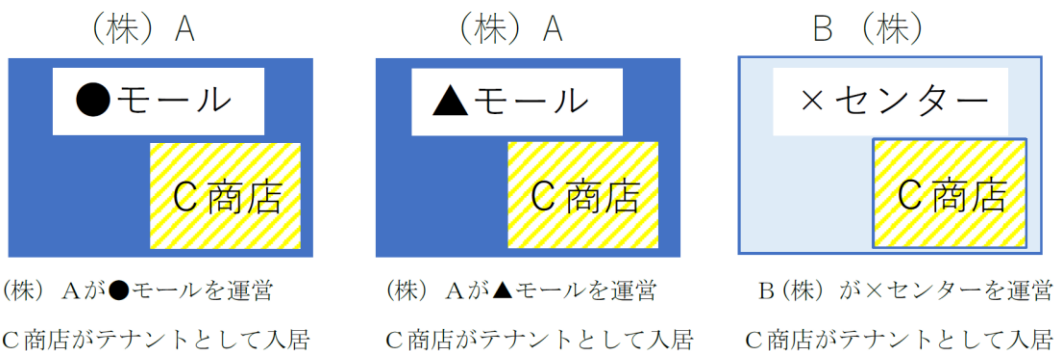 (株) A
●モール
C商店
(株) Aが●モールを運営
C商店がテナントとして入居
(株) A
▲モール
C商店
(株) Aが▲モールを運営
C商店がテナントとして入居
B (株)
×センター
C商店
B(株) が×センターを運営
C商店がテナントとして入居